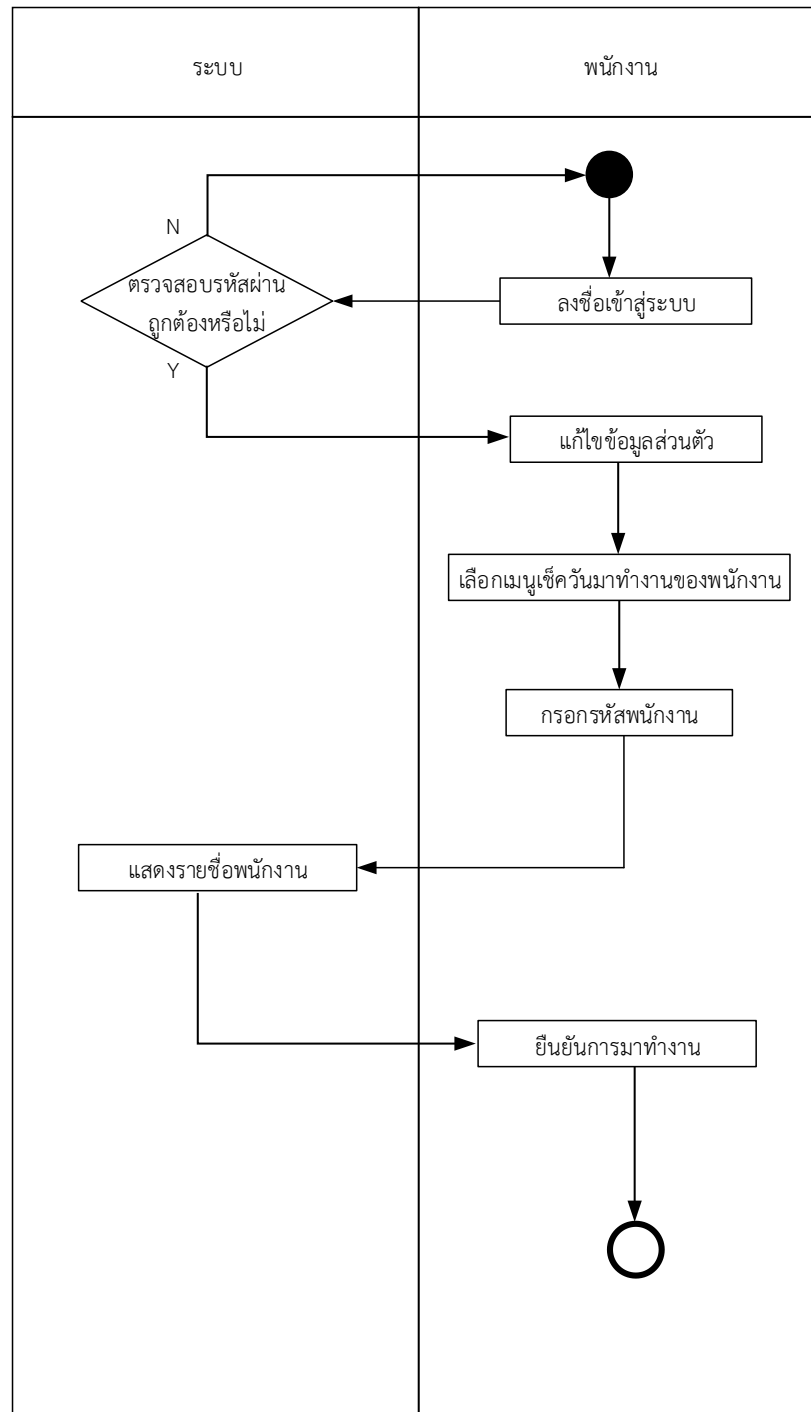 ระบบ
พนักงาน
N
ตรวจสอบรหัสผ่าน
ถูกต้องหรือไม่
ลงชื่อเข้าสู่ระบบ
Y
แก้ไขข้อมูลส่วนตัว
เลือกเมนูเช็ควันมาทำงานของพนักงาน
กรอกรหัสพนักงาน
แสดงรายชื่อพนักงาน
ยืนยันการมาทำงาน